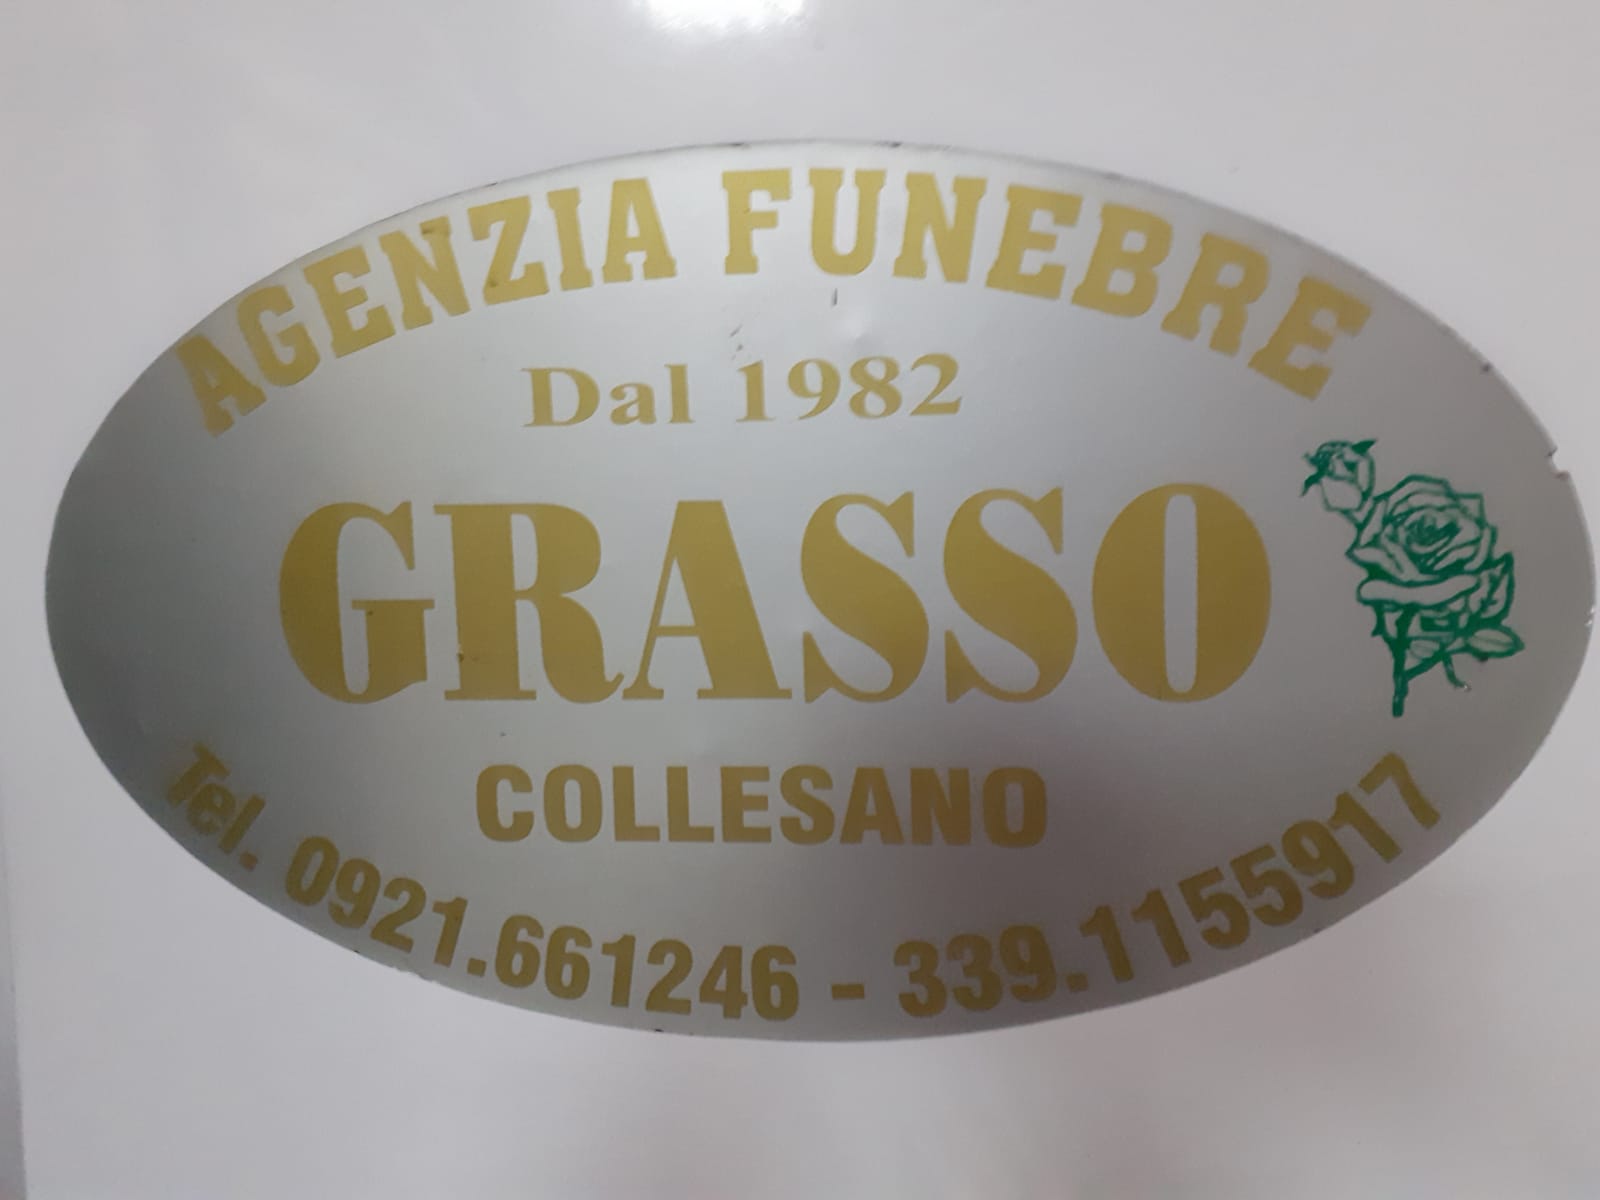 AGENZIA FUNEBRE
Dal 1982
GRASSO
COLLESANO
Tel. 0921.661246 - 339.1155917